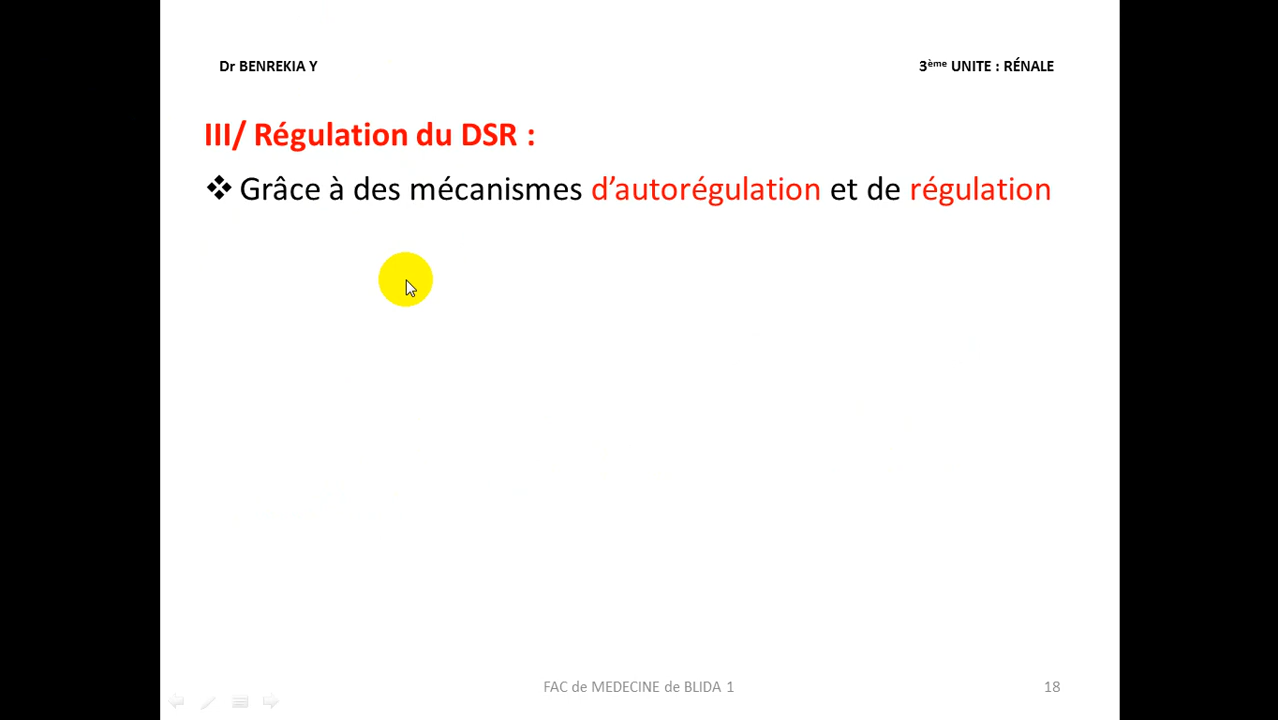 Dr BENREKIA Y
3ème UNITE : RÉNALE
III/ Régulation du DSR :
❖ Grâce à des mécanismes d’autorégulation et de régulation
FAC de MEDECINE de BLIDA 1
18